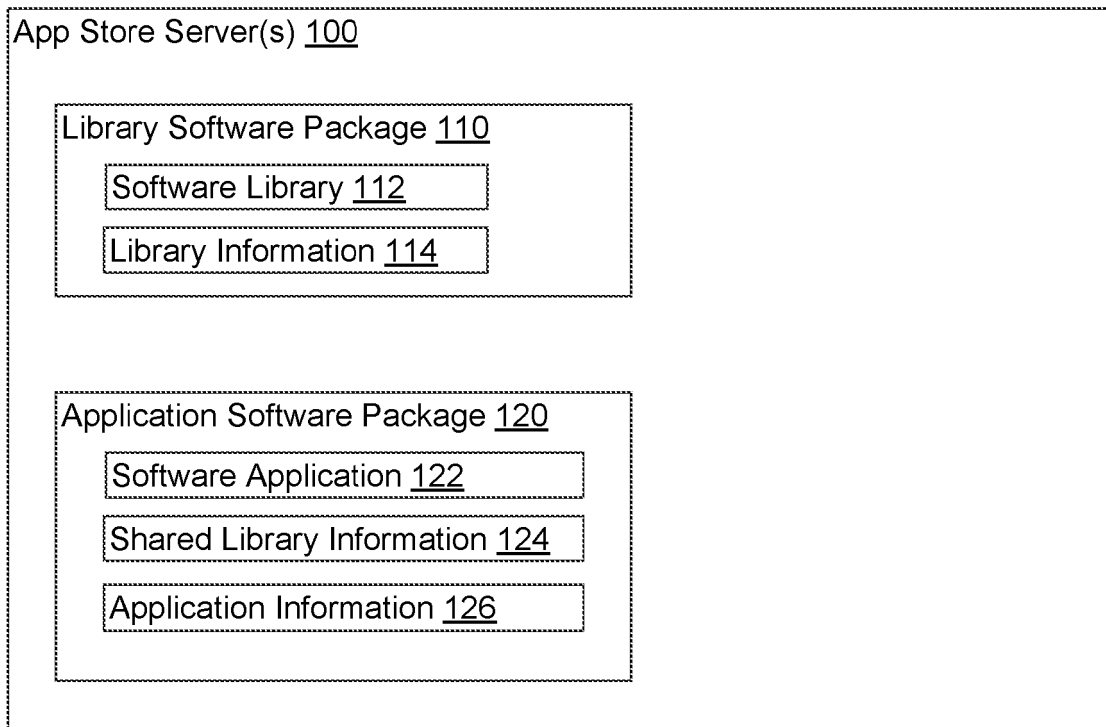 App Store Server(s) 100
Library Software Package 110
Software Library 112
Library Information 114
Application Software Package 120
Software Application 122
Shared Library Information 124
Application Information 126